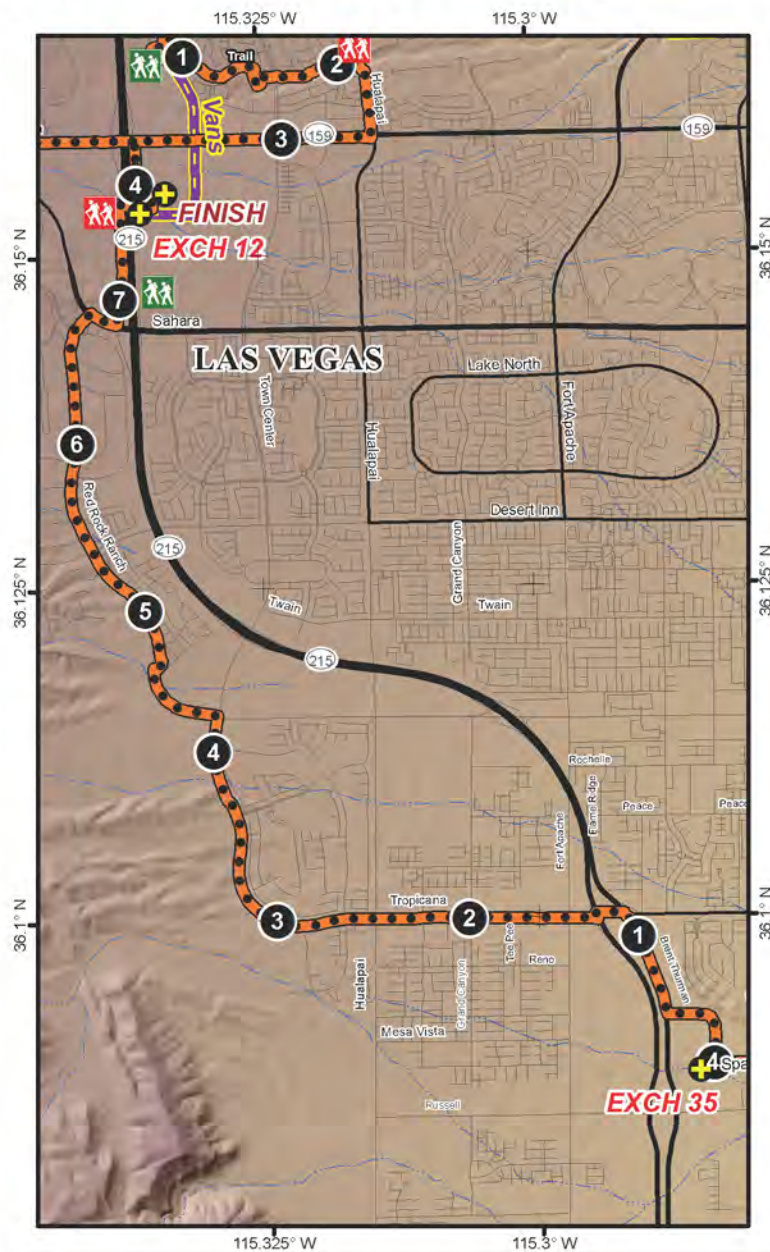 115.325° W
115.3° W
1
Trail
2
Hualapai
Vans
3
159
159
4
FINISH
EXCH 12
215
36.15° N
36.15° N
7
Sahara
LAS VEGAS
Lake North
Town Center
Hualapai
Fort Apache
6
Desert Inn
Red Rock Ranch
Grand Canyon
215
36.125° N
36.125° N
5
Twain
Twain
215
4
Rochelle
Fort Apache
Flame Ridge
Peace
Peace
Tropicana
36.1° N
36.1° N
3
2
1
Tee Pee
Reno
Brent Thurman
Hualapai
Grand Canyon
Mesa Vista
4
Spa
EXCH 35
Russell
115.325° W
115.3° W